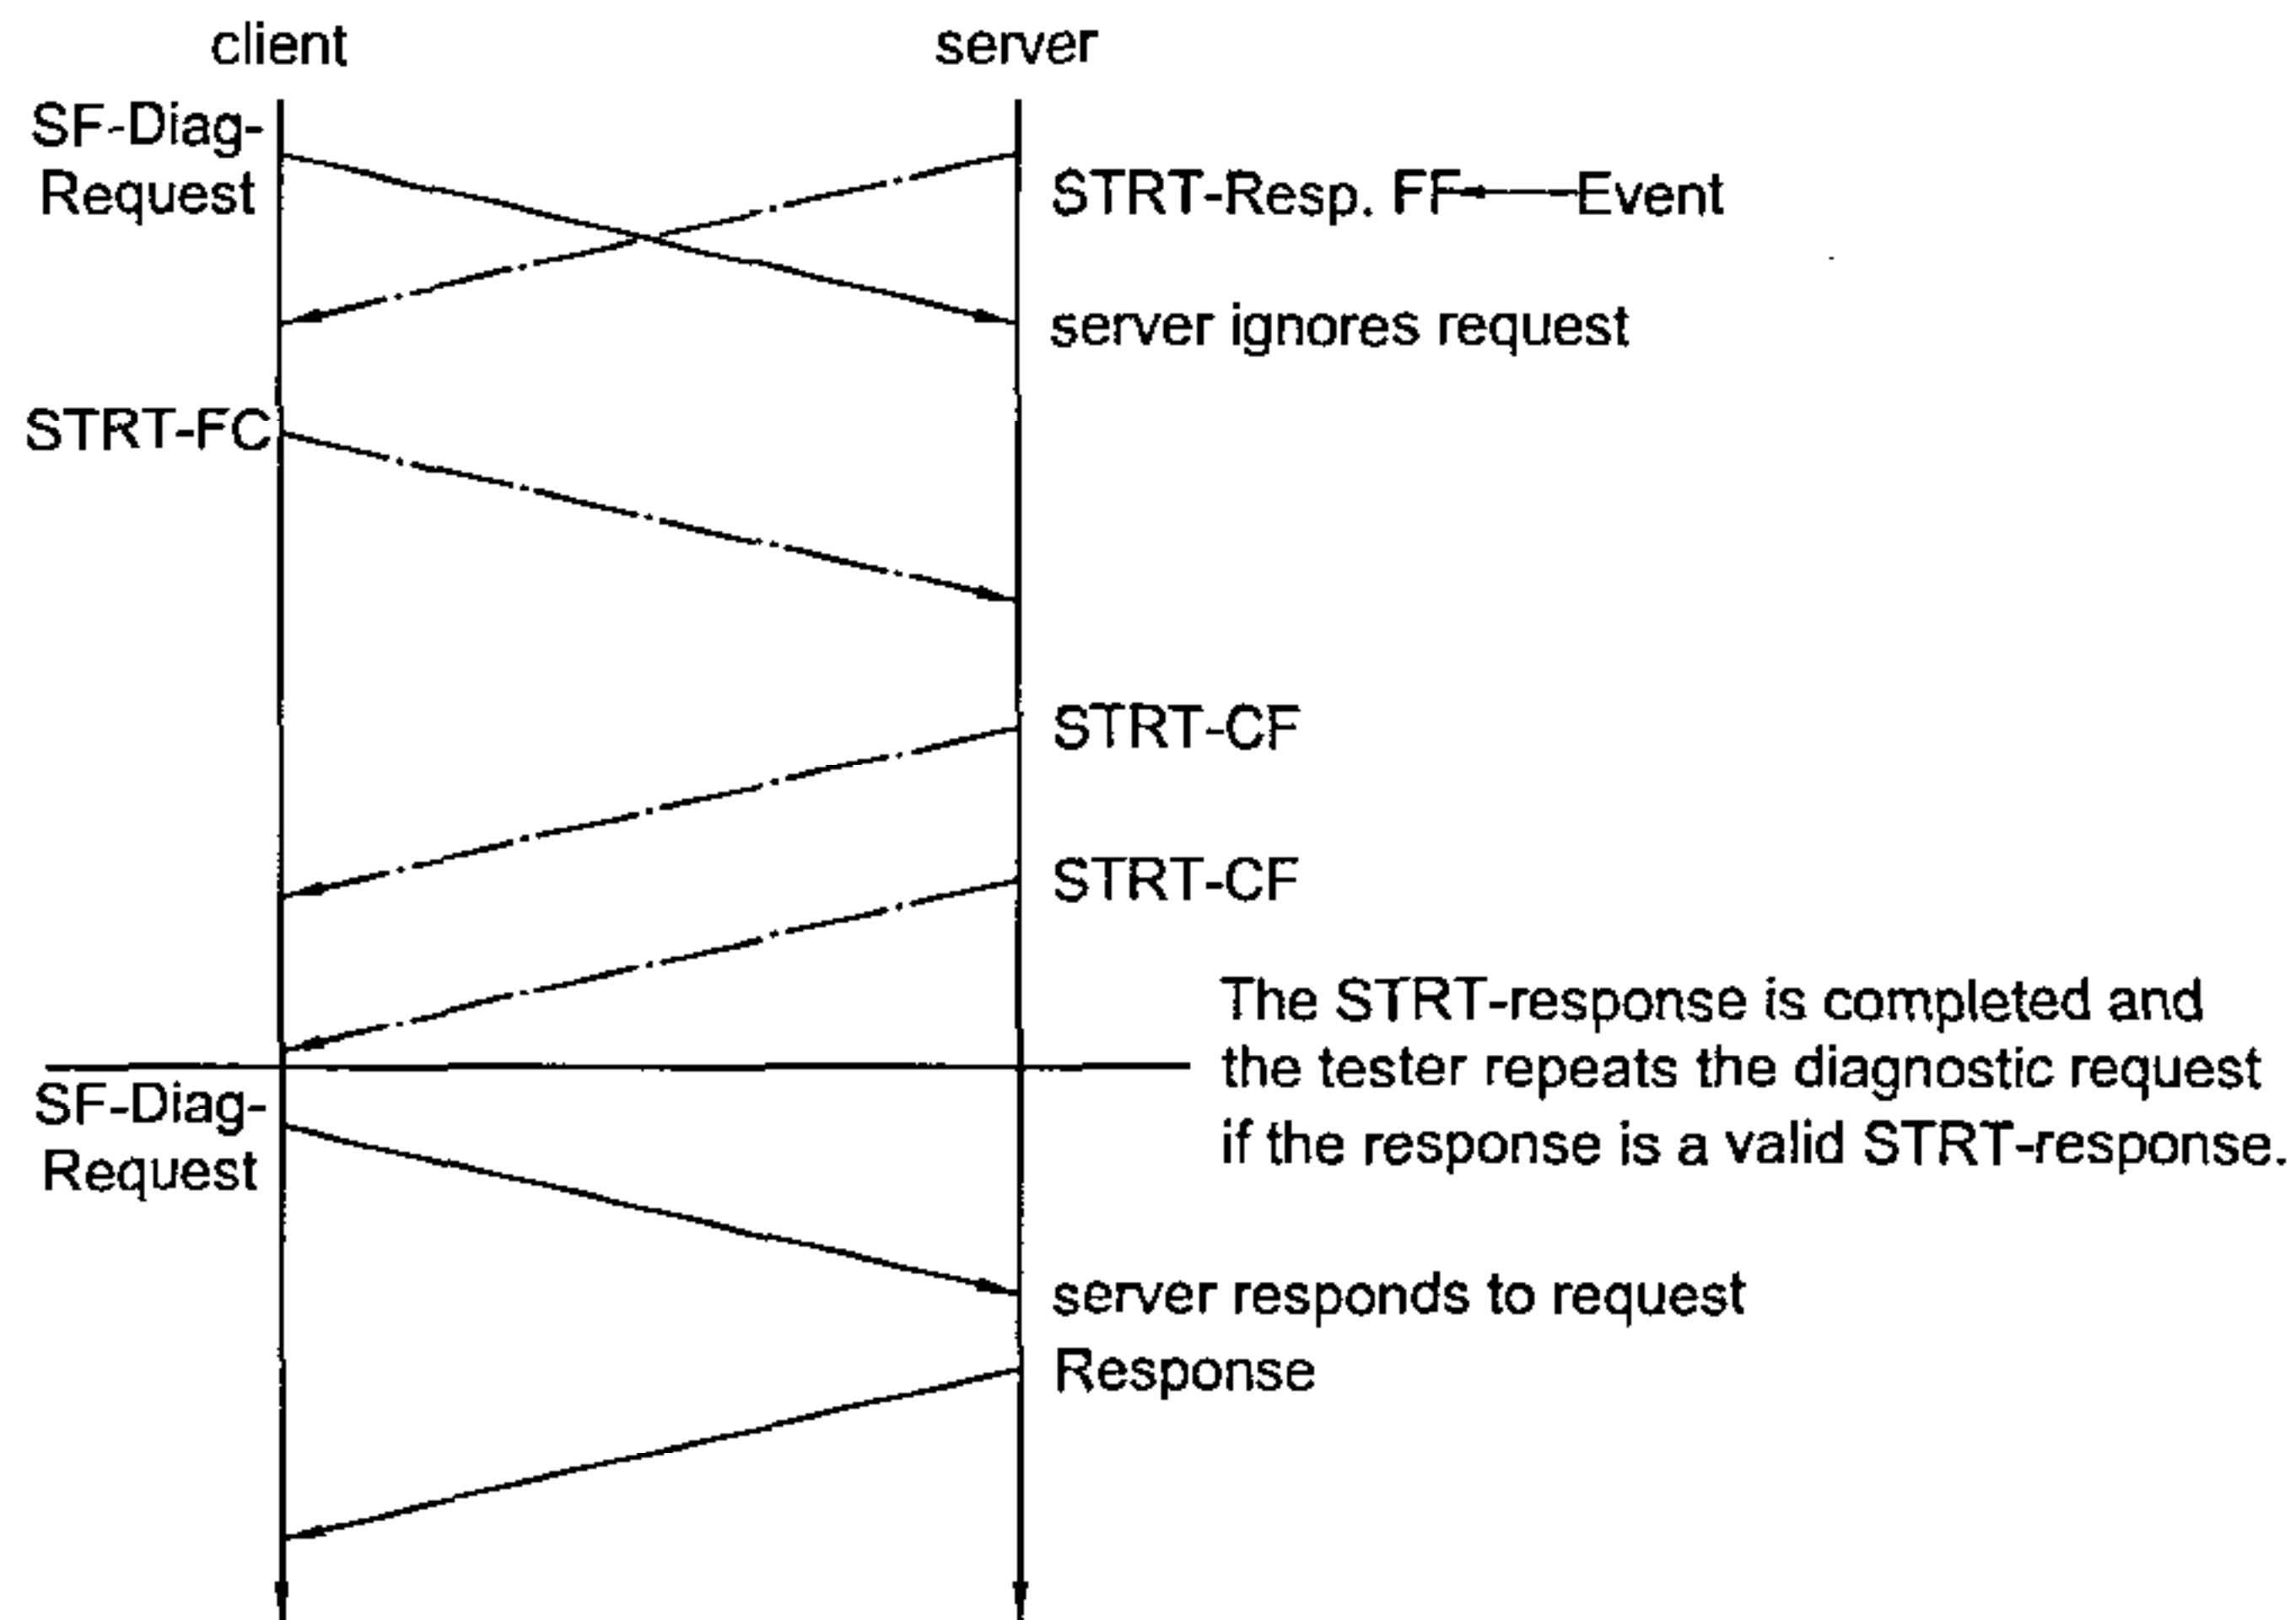 client
server
SF-Diag-
Request
STRT-Resp. FF
Event
server ignores request
STRT-FC
STRT-CF
STRT-CF
The STRT-response is completed and
the tester repeats the diagnostic request
if the response is a valid STRT-response.
SF-Diag-
Request
server responds to request
Response